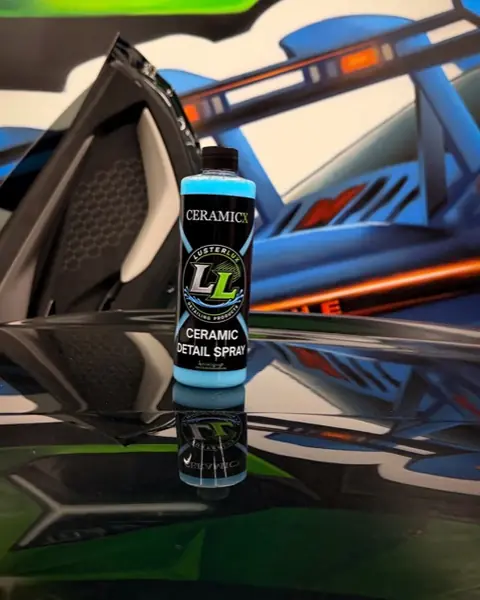 CERAMICX
LUSTERLUX
LL
DETAILING PRODUCTS
CERAMIC
DETAIL SPRAY